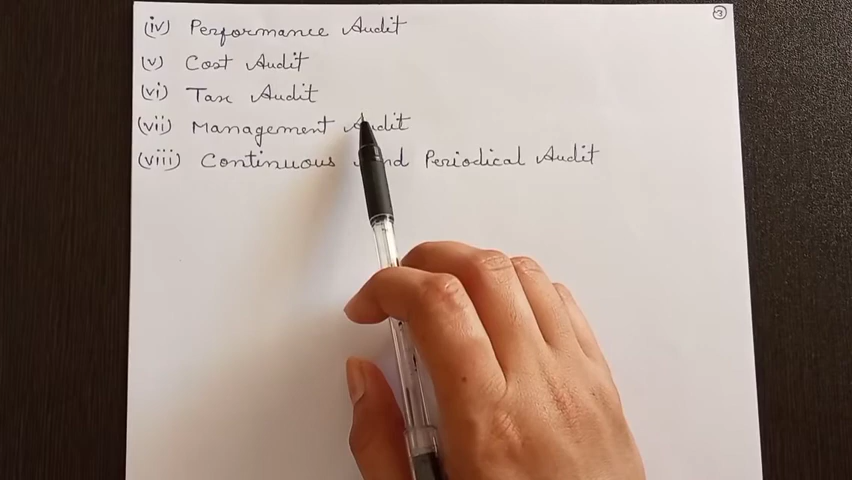 ③
(iv) Performance Audit
(v) Cost Audit
(vi) Tax Audit
(vii) Management Audit
(viii) Continuous And Periodical Audit